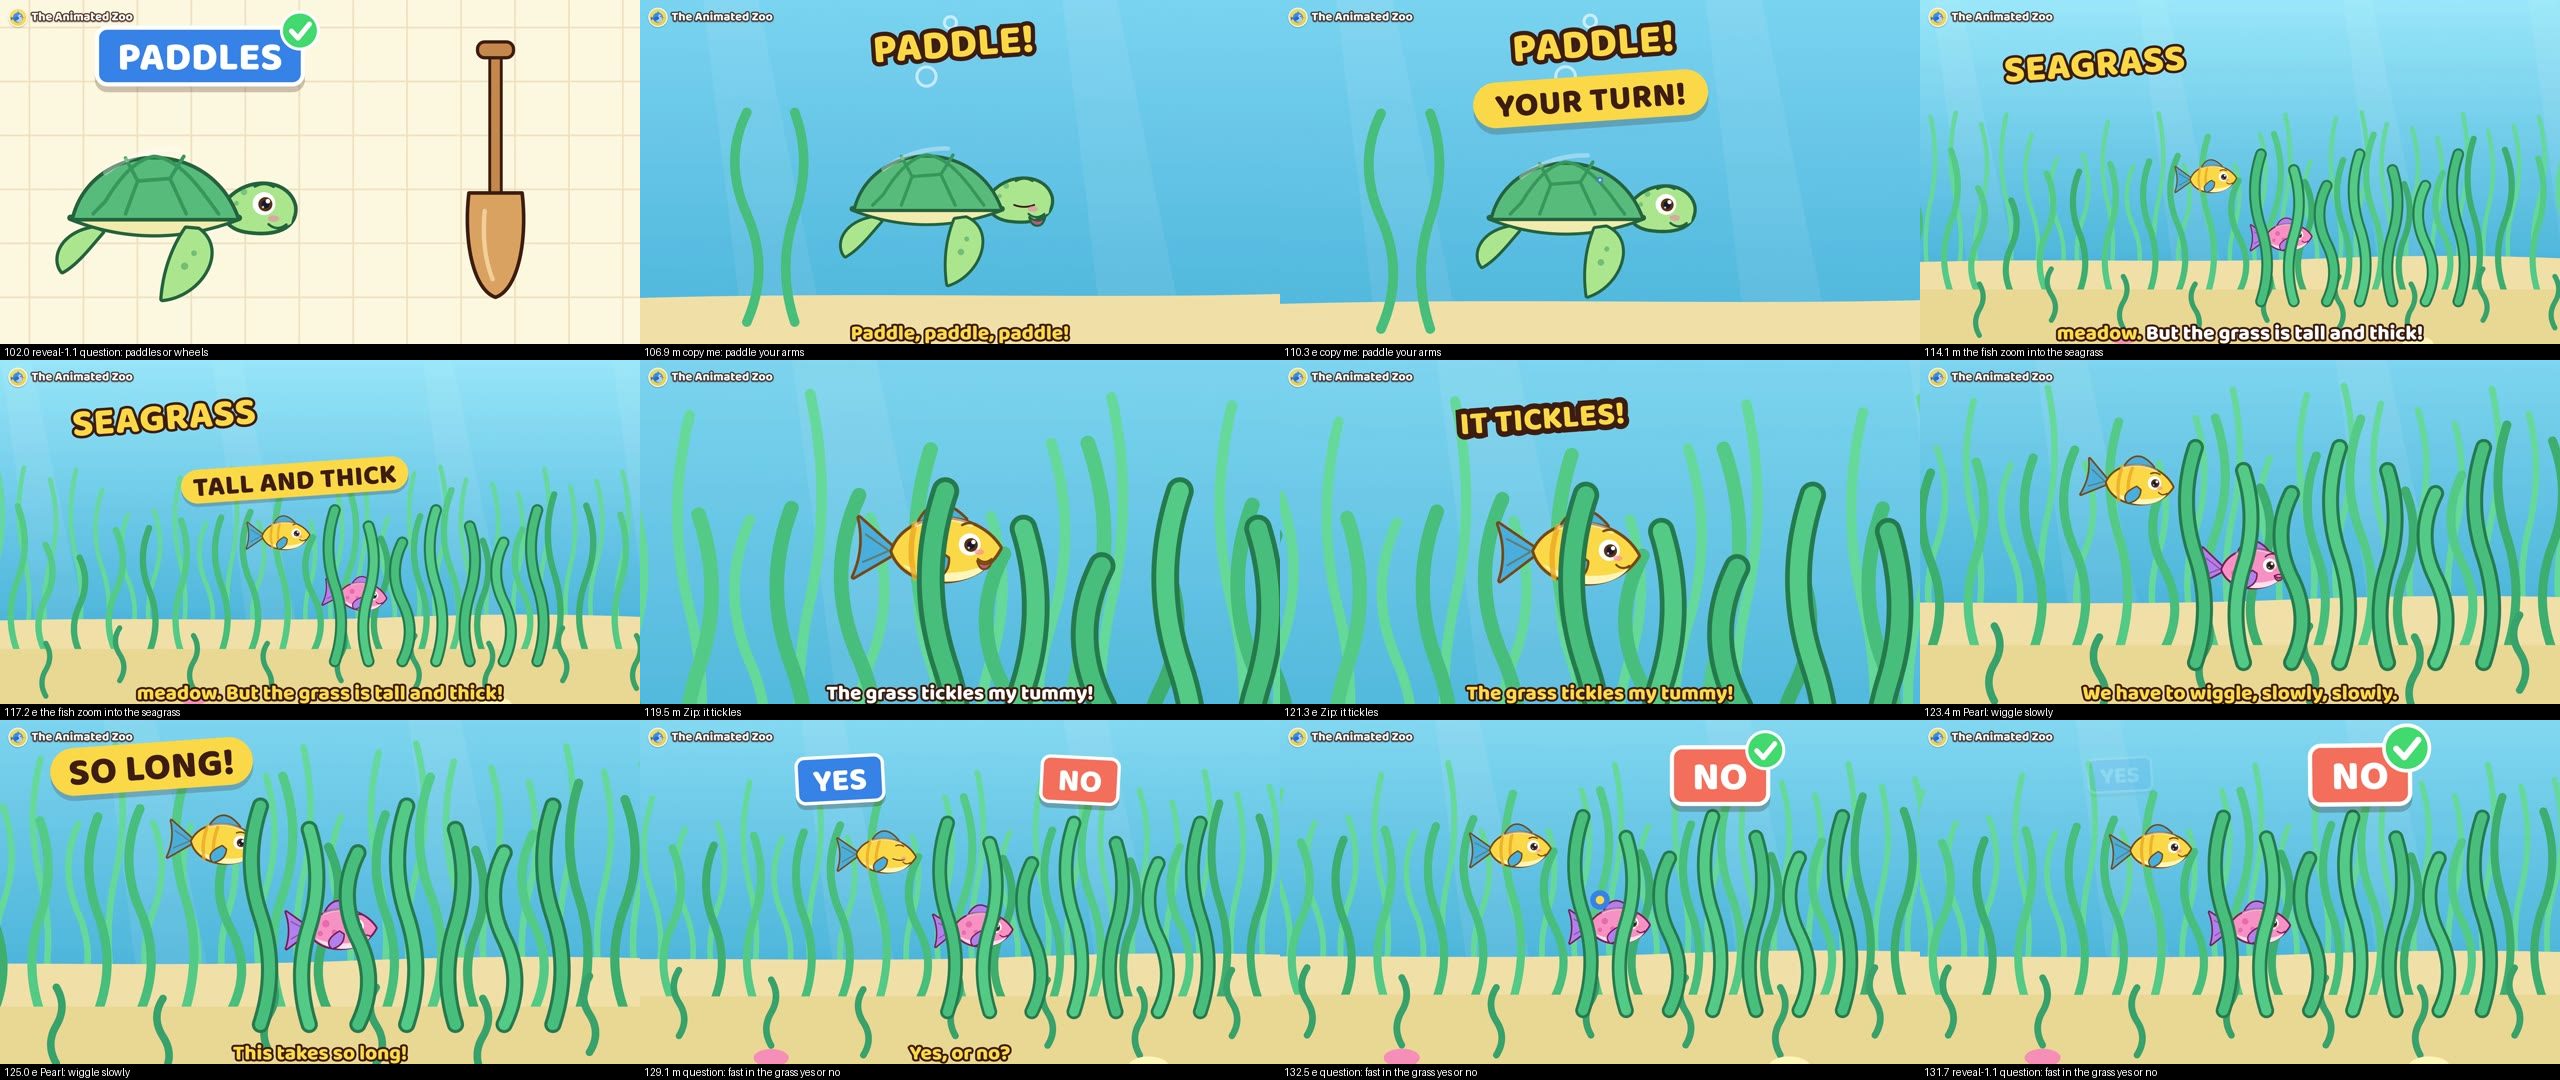 The Animated Zoo
PADDLES
102.0 reveal-1.1 question: paddles or wheels
The Animated Zoo
PADDLE!
Paddle, paddle, paddle!
106.9 m copy me: paddle your arms
The Animated Zoo
PADDLE!
YOUR TURN!
110.3 e copy me: paddle your arms
The Animated Zoo
SEAGRASS
meadow. But the grass is tall and thick!
114.1 m the fish zoom into the seagrass
The Animated Zoo
SEAGRASS
TALL AND THICK
meadow. But the grass is tall and thick!
117.2 e the fish zoom into the seagrass
The Animated Zoo
The grass tickles my tummy!
119.5 m Zip: it tickles
The Animated Zoo
IT TICKLES!
The grass tickles my tummy!
121.3 e Zip: it tickles
The Animated Zoo
We have to wiggle, slowly, slowly.
123.4 m Pearl: wiggle slowly
The Animated Zoo
SO LONG!
This takes so long!
125.0 e Pearl: wiggle slowly
The Animated Zoo
YES
NO
Yes, or no?
129.1 m question: fast in the grass yes or no
The Animated Zoo
NO
132.5 e question: fast in the grass yes or no
The Animated Zoo
YES
NO
131.7 reveal-1.1 question: fast in the grass yes or no